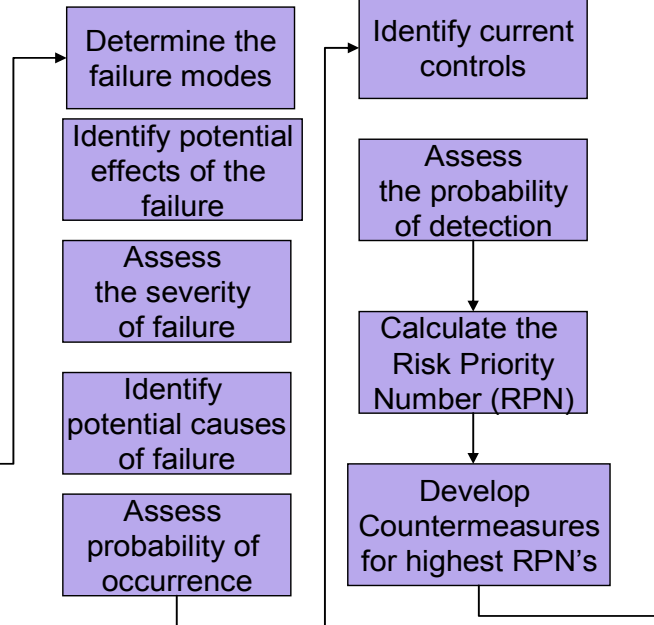 Determine the
failure modes
Identify potential
effects of the
failure
Assess
the severity
of failure
Identify
potential causes
of failure
Assess
probability of
occurrence
Identify current
controls
Assess
the probability
of detection
Calculate the
Risk Priority
Number (RPN)
Develop
Countermeasures
for highest RPN's